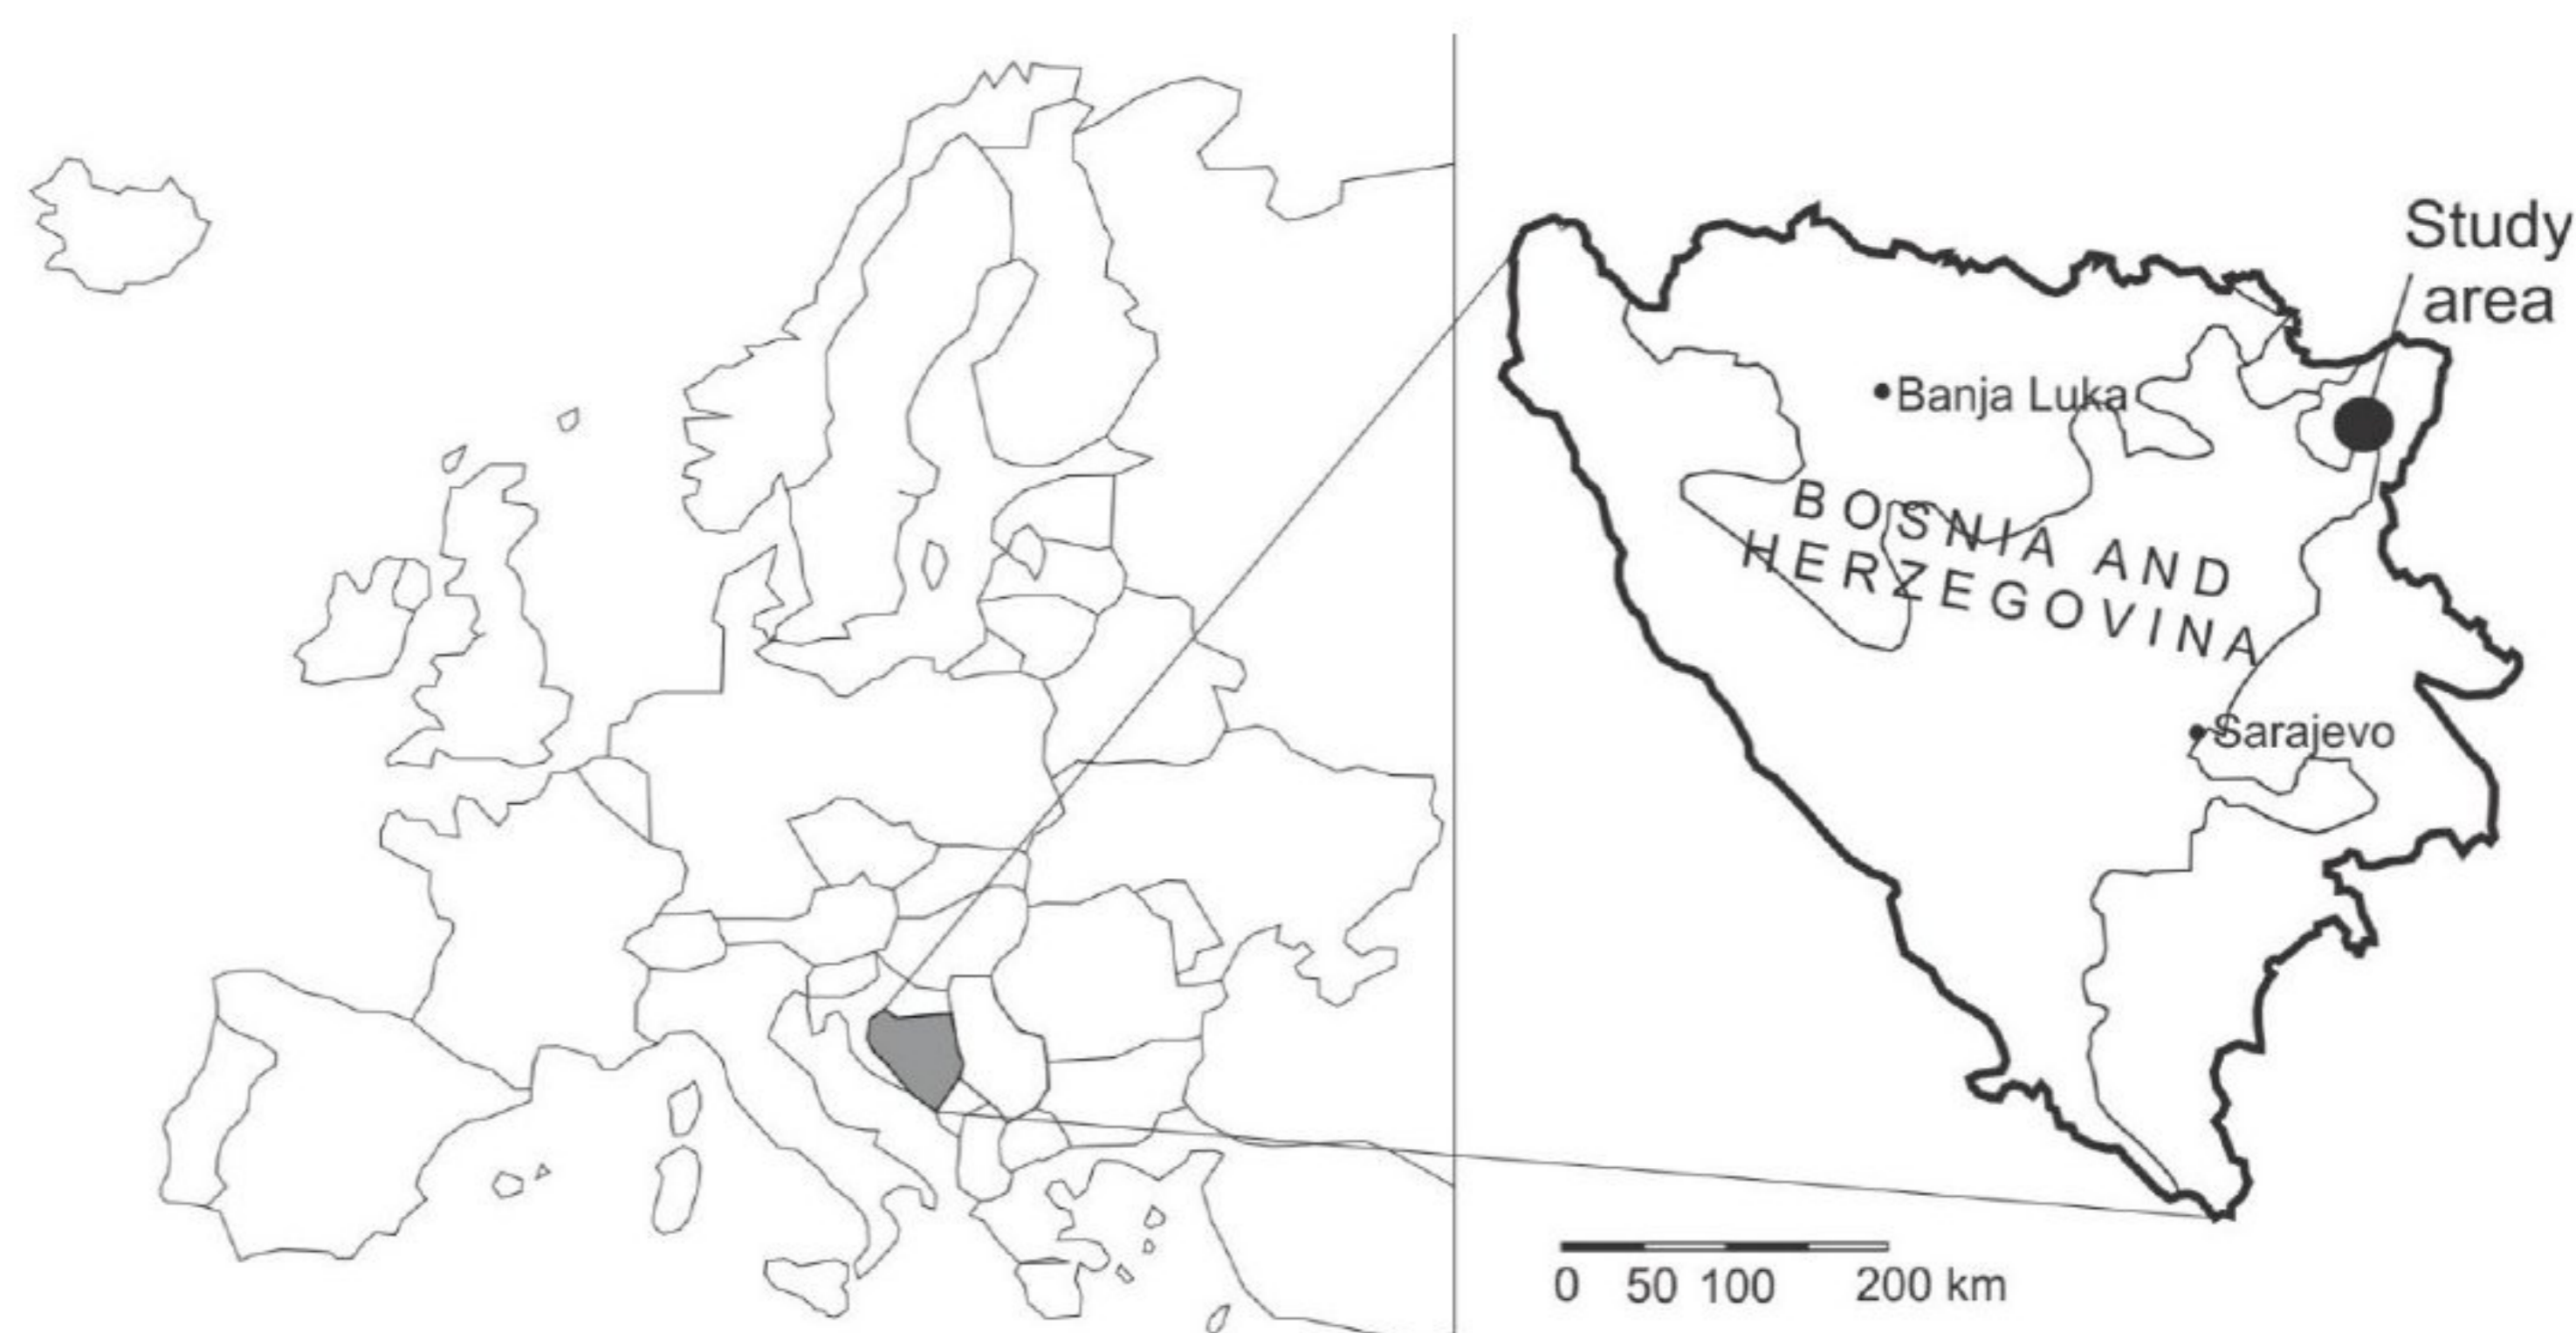 Study
area
Banja Luka
BOSNIA AND
HERZEGOVINA
Sarajevo
0 50 100 200 km